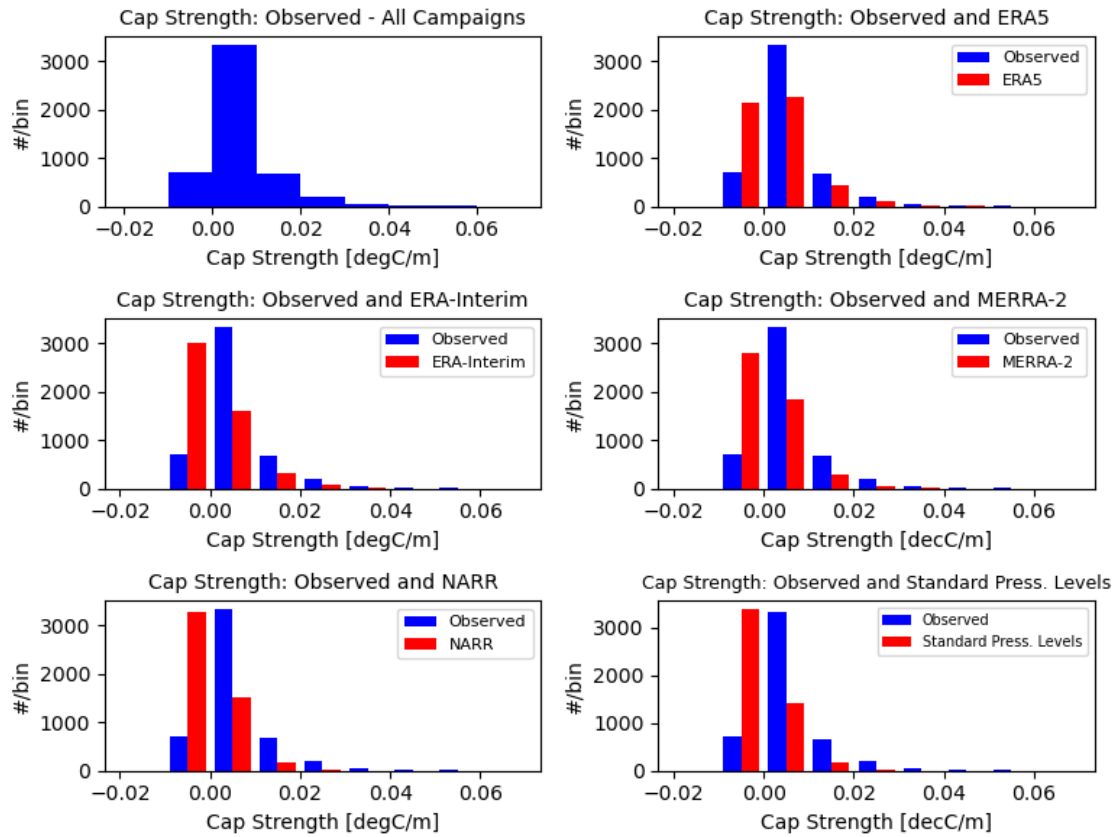 Cap Strength: Observed - All Campaigns
#/bin
3000
2000
1000
0
−0.02 0.00 0.02 0.04 0.06
Cap Strength [degC/m]
Cap Strength: Observed and ERA5
#/bin
3000
2000
1000
0
Observed
ERA5
−0.02 0.00 0.02 0.04 0.06
Cap Strength [degC/m]
Cap Strength: Observed and ERA-Interim
#/bin
3000
2000
1000
0
Observed
ERA-Interim
−0.02 0.00 0.02 0.04 0.06
Cap Strength [degC/m]
Cap Strength: Observed and MERRA-2
#/bin
3000
2000
1000
0
Observed
MERRA-2
−0.02 0.00 0.02 0.04 0.06
Cap Strength [decC/m]
Cap Strength: Observed and NARR
#/bin
3000
2000
1000
0
Observed
NARR
−0.02 0.00 0.02 0.04 0.06
Cap Strength [degC/m]
Cap Strength: Observed and Standard Press. Levels
#/bin
3000
2000
1000
0
Observed
Standard Press. Levels
−0.02 0.00 0.02 0.04 0.06
Cap Strength [decC/m]